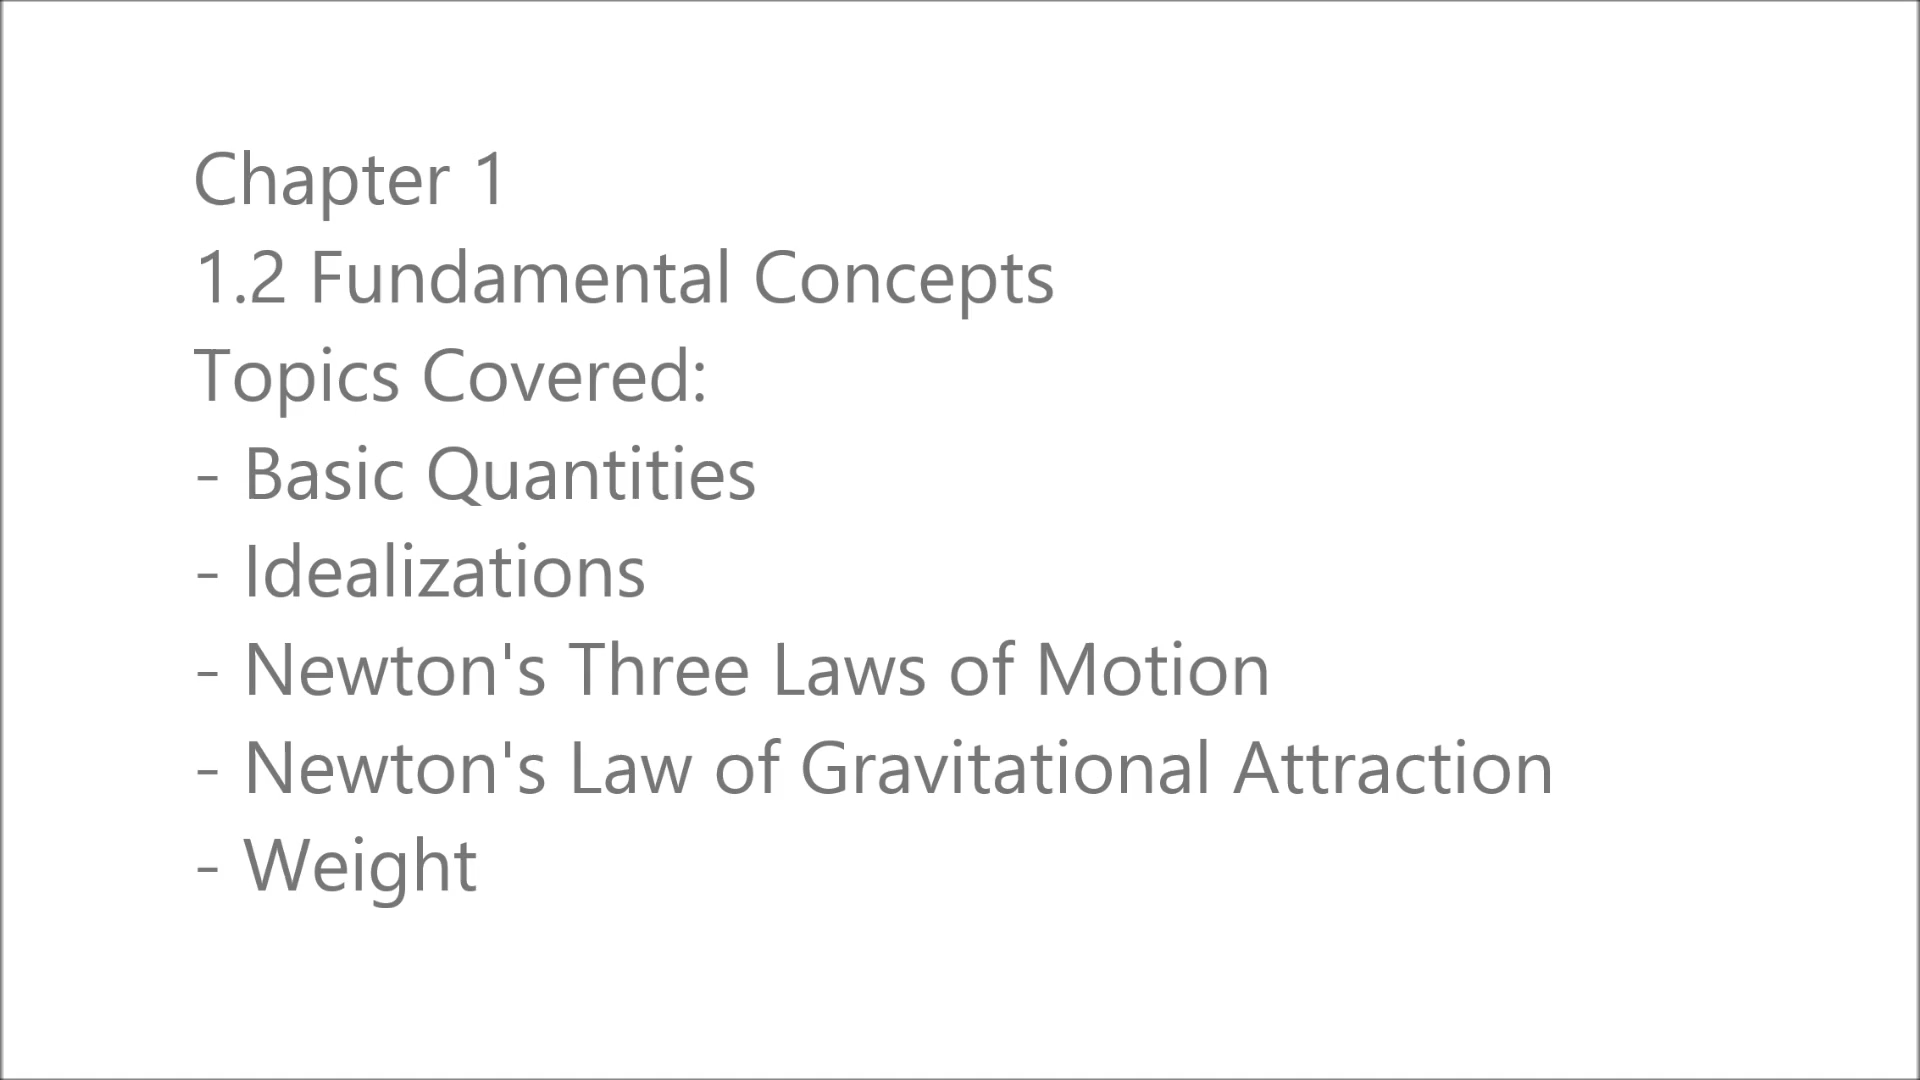 Chapter 1
1.2 Fundamental Concepts
Topics Covered:
- Basic Quantities
- Idealizations
- Newton's Three Laws of Motion
- Newton's Law of Gravitational Attraction
- Weight